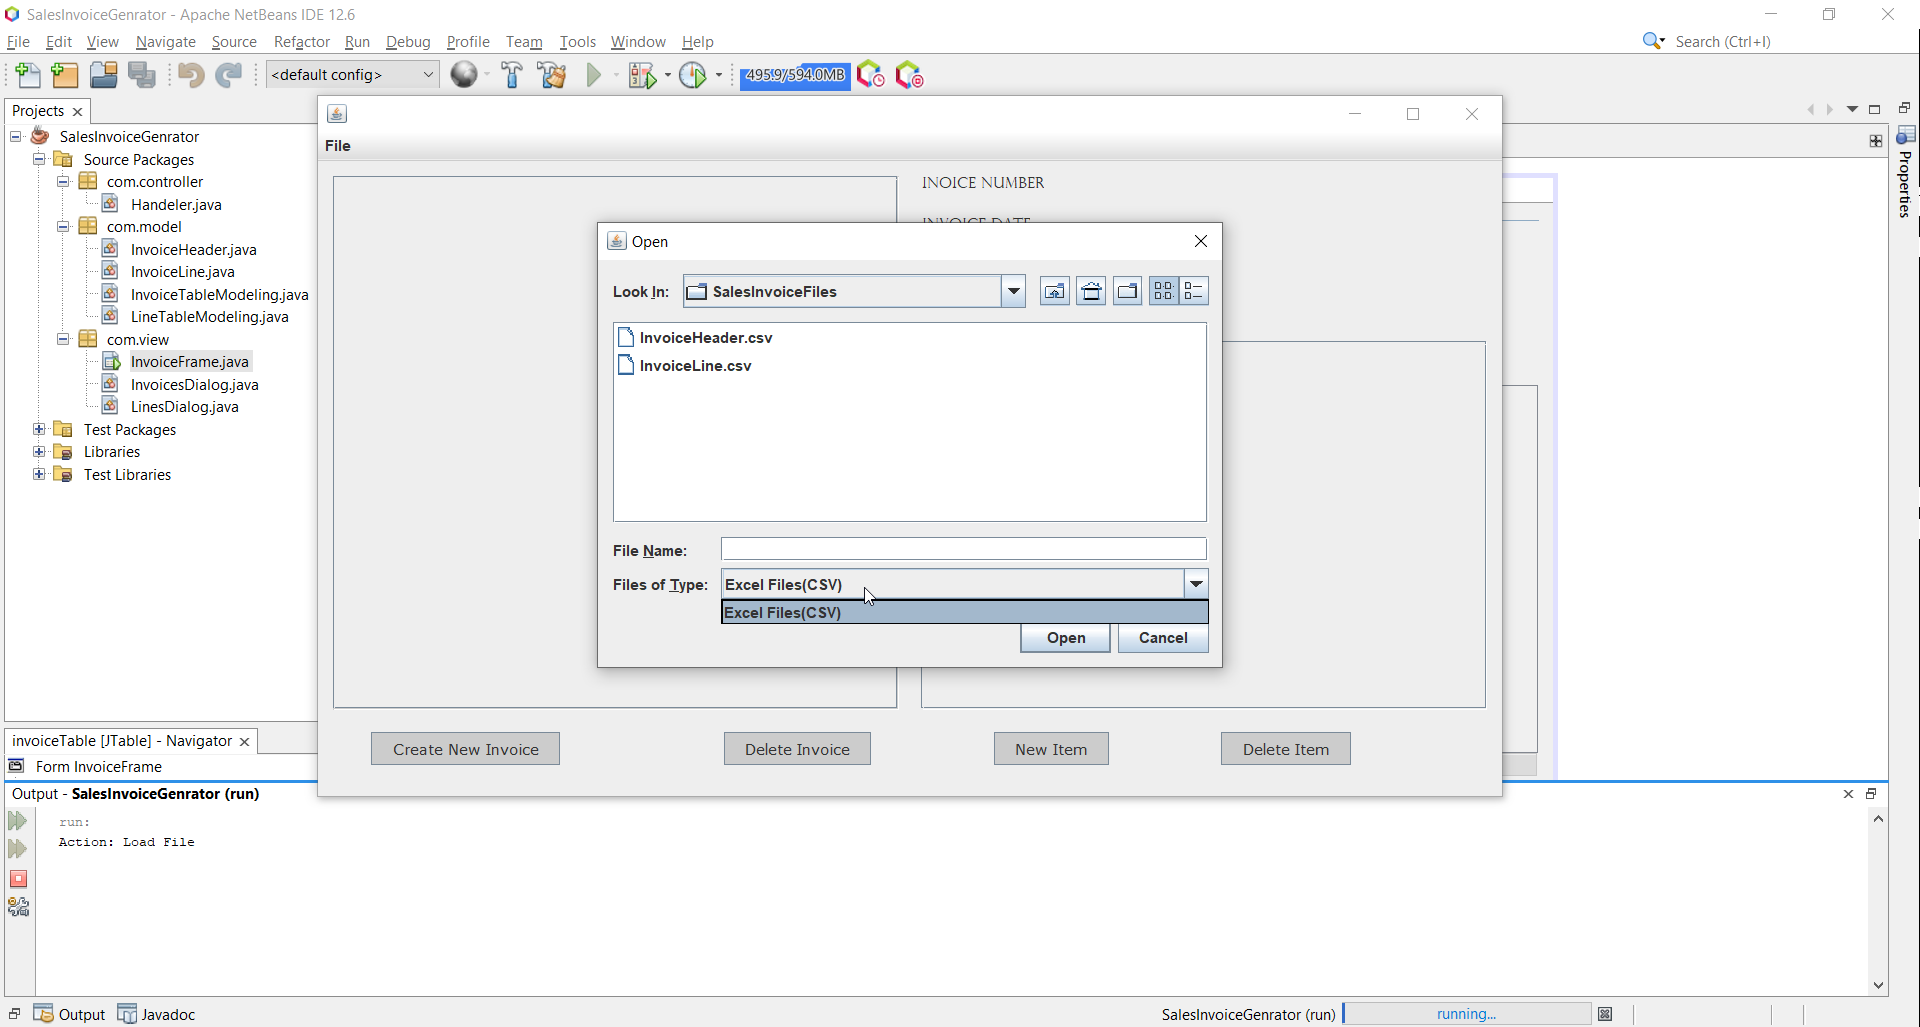 SalesInvoiceGenrator - Apache NetBeans IDE 12.6
File Edit View Navigate Source Refactor Run Debug Profile Team Tools Window Help
Search (Ctrl+I)
<default config>
495.9/594.0MB
Projects
SalesInvoiceGenrator
Source Packages
com.controller
Handeler.java
com.model
InvoiceHeader.java
InvoiceLine.java
InvoiceTableModeling.java
LineTableModeling.java
com.view
InvoiceFrame.java
InvoicesDialog.java
LinesDialog.java
Test Packages
Libraries
Test Libraries
File
INOICE NUMBER
INVOICE DATE
Open
Look In: SalesInvoiceFiles
InvoiceHeader.csv
InvoiceLine.csv
File Name:
Files of Type: Excel Files(CSV)
Excel Files(CSV)
Open Cancel
Create New Invoice Delete Invoice New Item Delete Item
Properties
invoiceTable [JTable] - Navigator
Form InvoiceFrame
Output - SalesInvoiceGenrator (run)
run:
Action: Load File
Output Javadoc
SalesInvoiceGenrator (run) running...